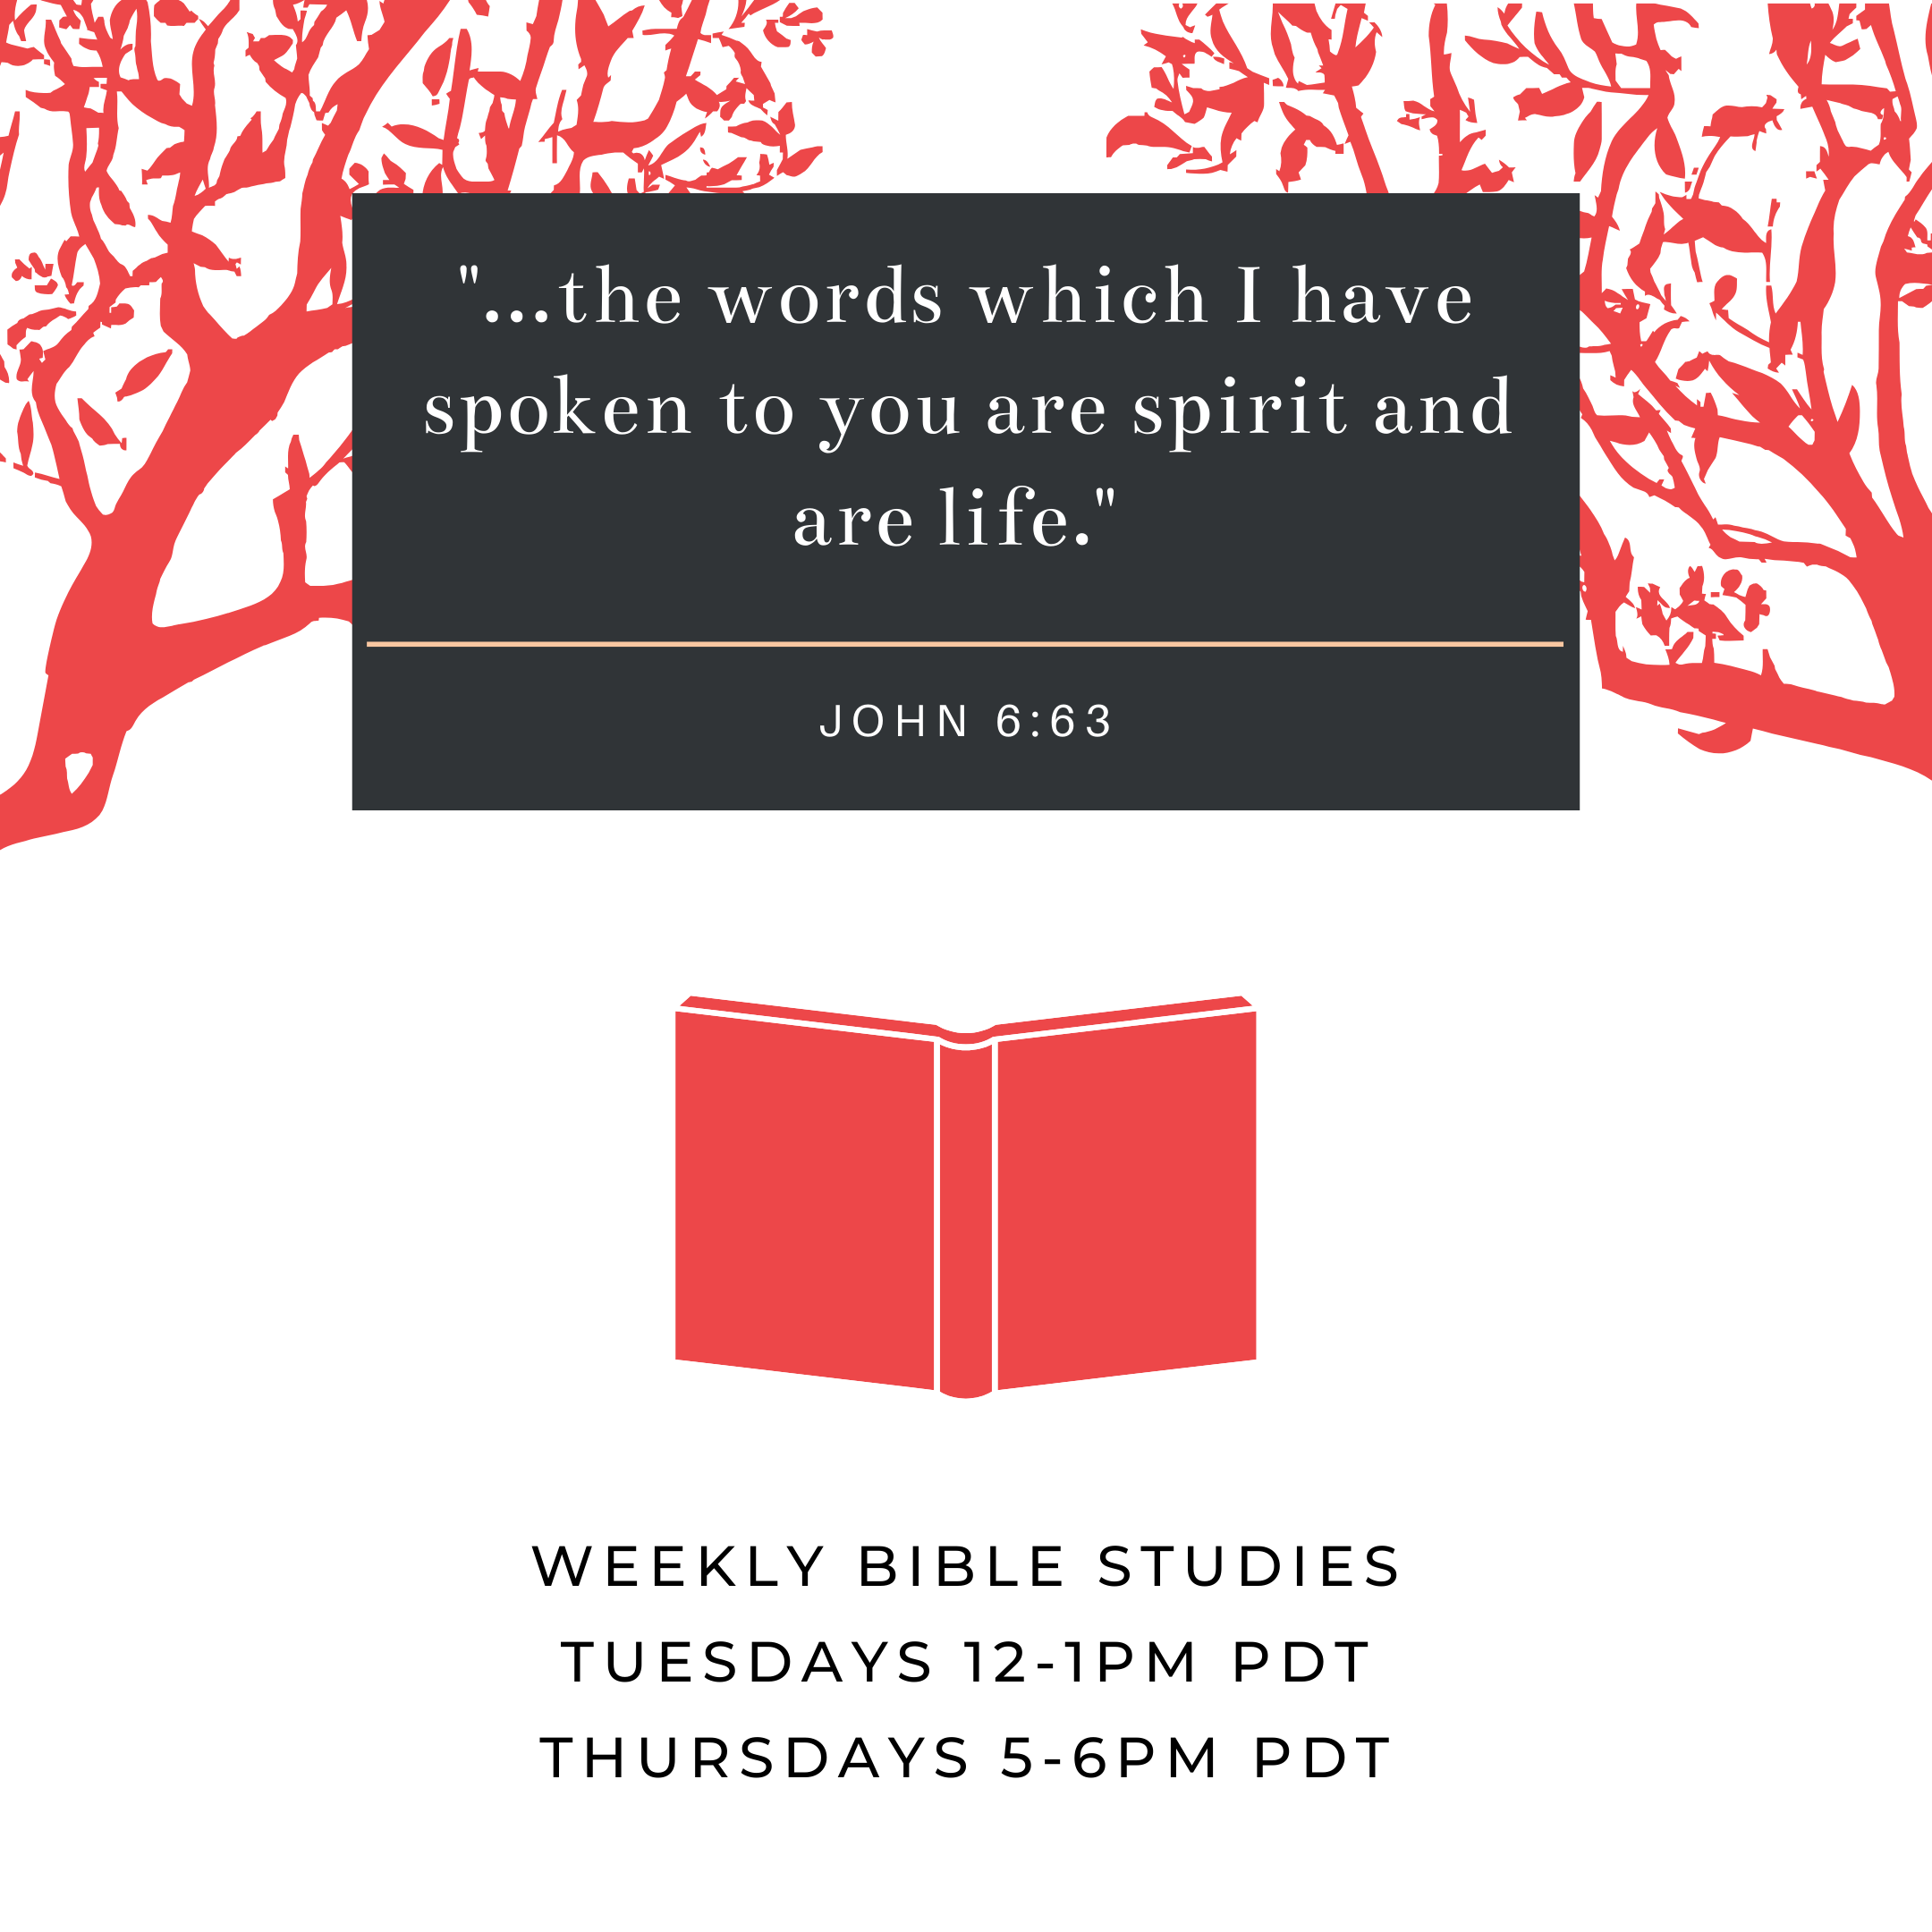 "...the words which I have
spoken to you are spirit and
are life."
JOHN 6:63
WEEKLY BIBLE STUDIES
TUESDAYS 12-1PM PDT
THURSDAYS 5-6PM PDT